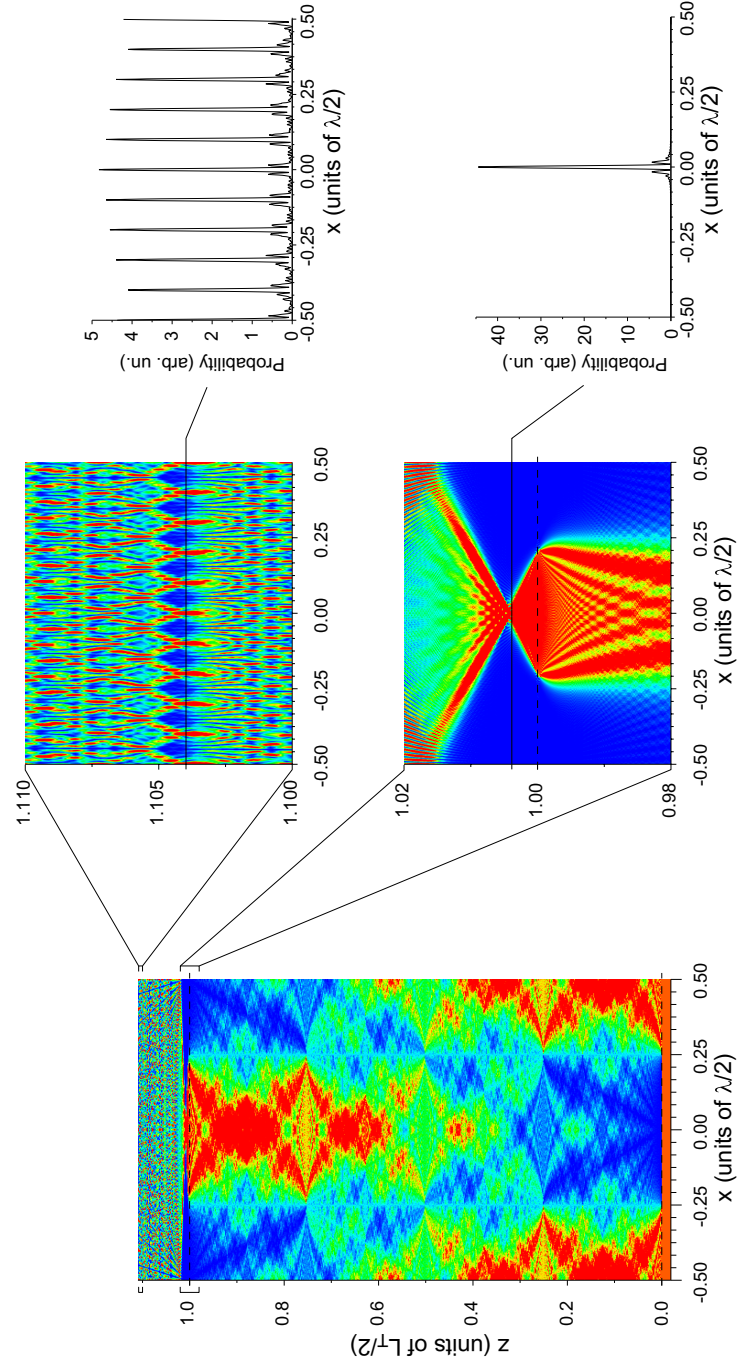 5
4
3
2
1
0
Probability (arb. un.)
-0.50 -0.25 0.00 0.25 0.50
x (units of λ/2)
40
30
20
10
0
Probability (arb. un.)
-0.50 -0.25 0.00 0.25 0.50
x (units of λ/2)
1.110
1.105
1.100
-0.50 -0.25 0.00 0.25 0.50
x (units of λ/2)
1.02
1.00
0.98
-0.50 -0.25 0.00 0.25 0.50
x (units of λ/2)
1.0
0.8
0.6
0.4
0.2
0.0
z (units of L_T/2)
-0.50 -0.25 0.00 0.25 0.50
x (units of λ/2)